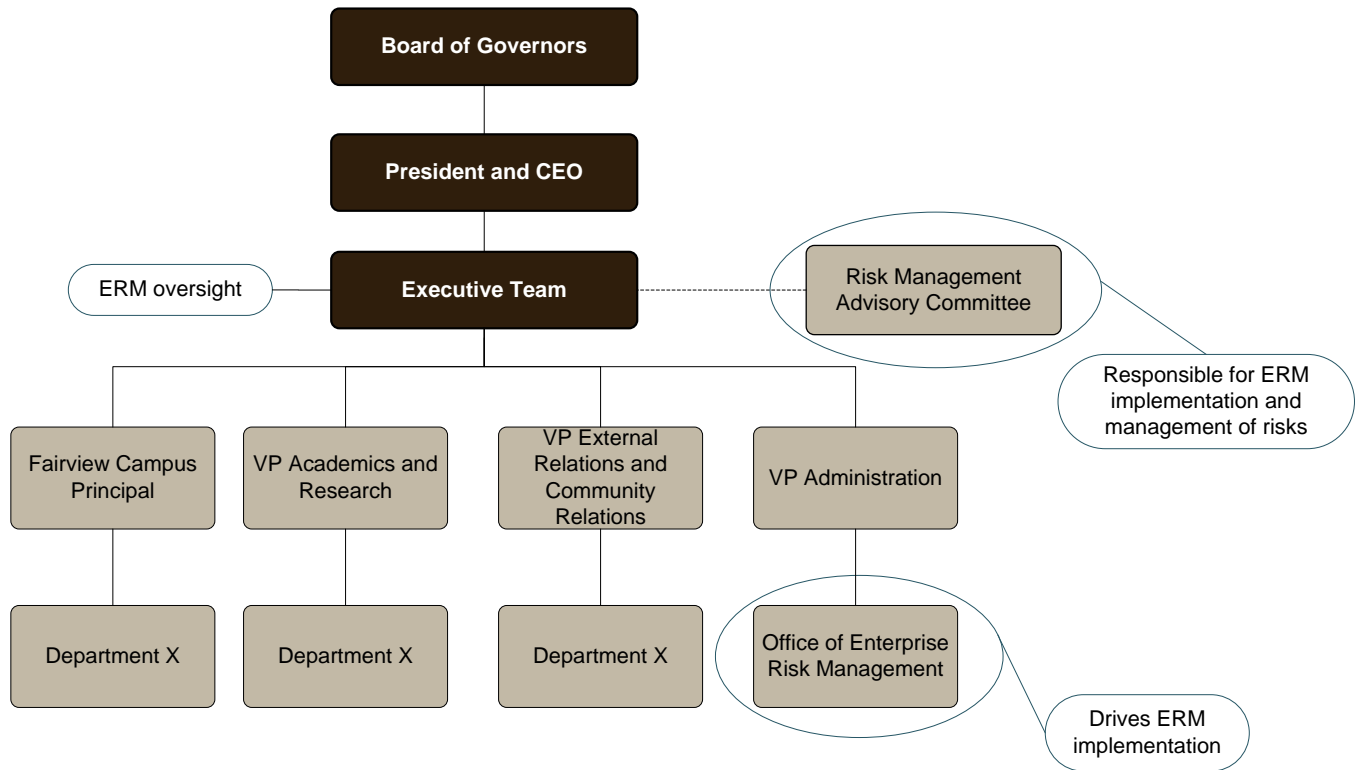 Board of Governors
President and CEO
ERM oversight
Executive Team
Risk Management
Advisory Committee
Responsible for ERM
implementation and
management of risks
Fairview Campus
Principal
VP Academics and
Research
VP External
Relations and
Community
Relations
VP Administration
Department X
Department X
Department X
Office of Enterprise
Risk Management
Drives ERM
implementation